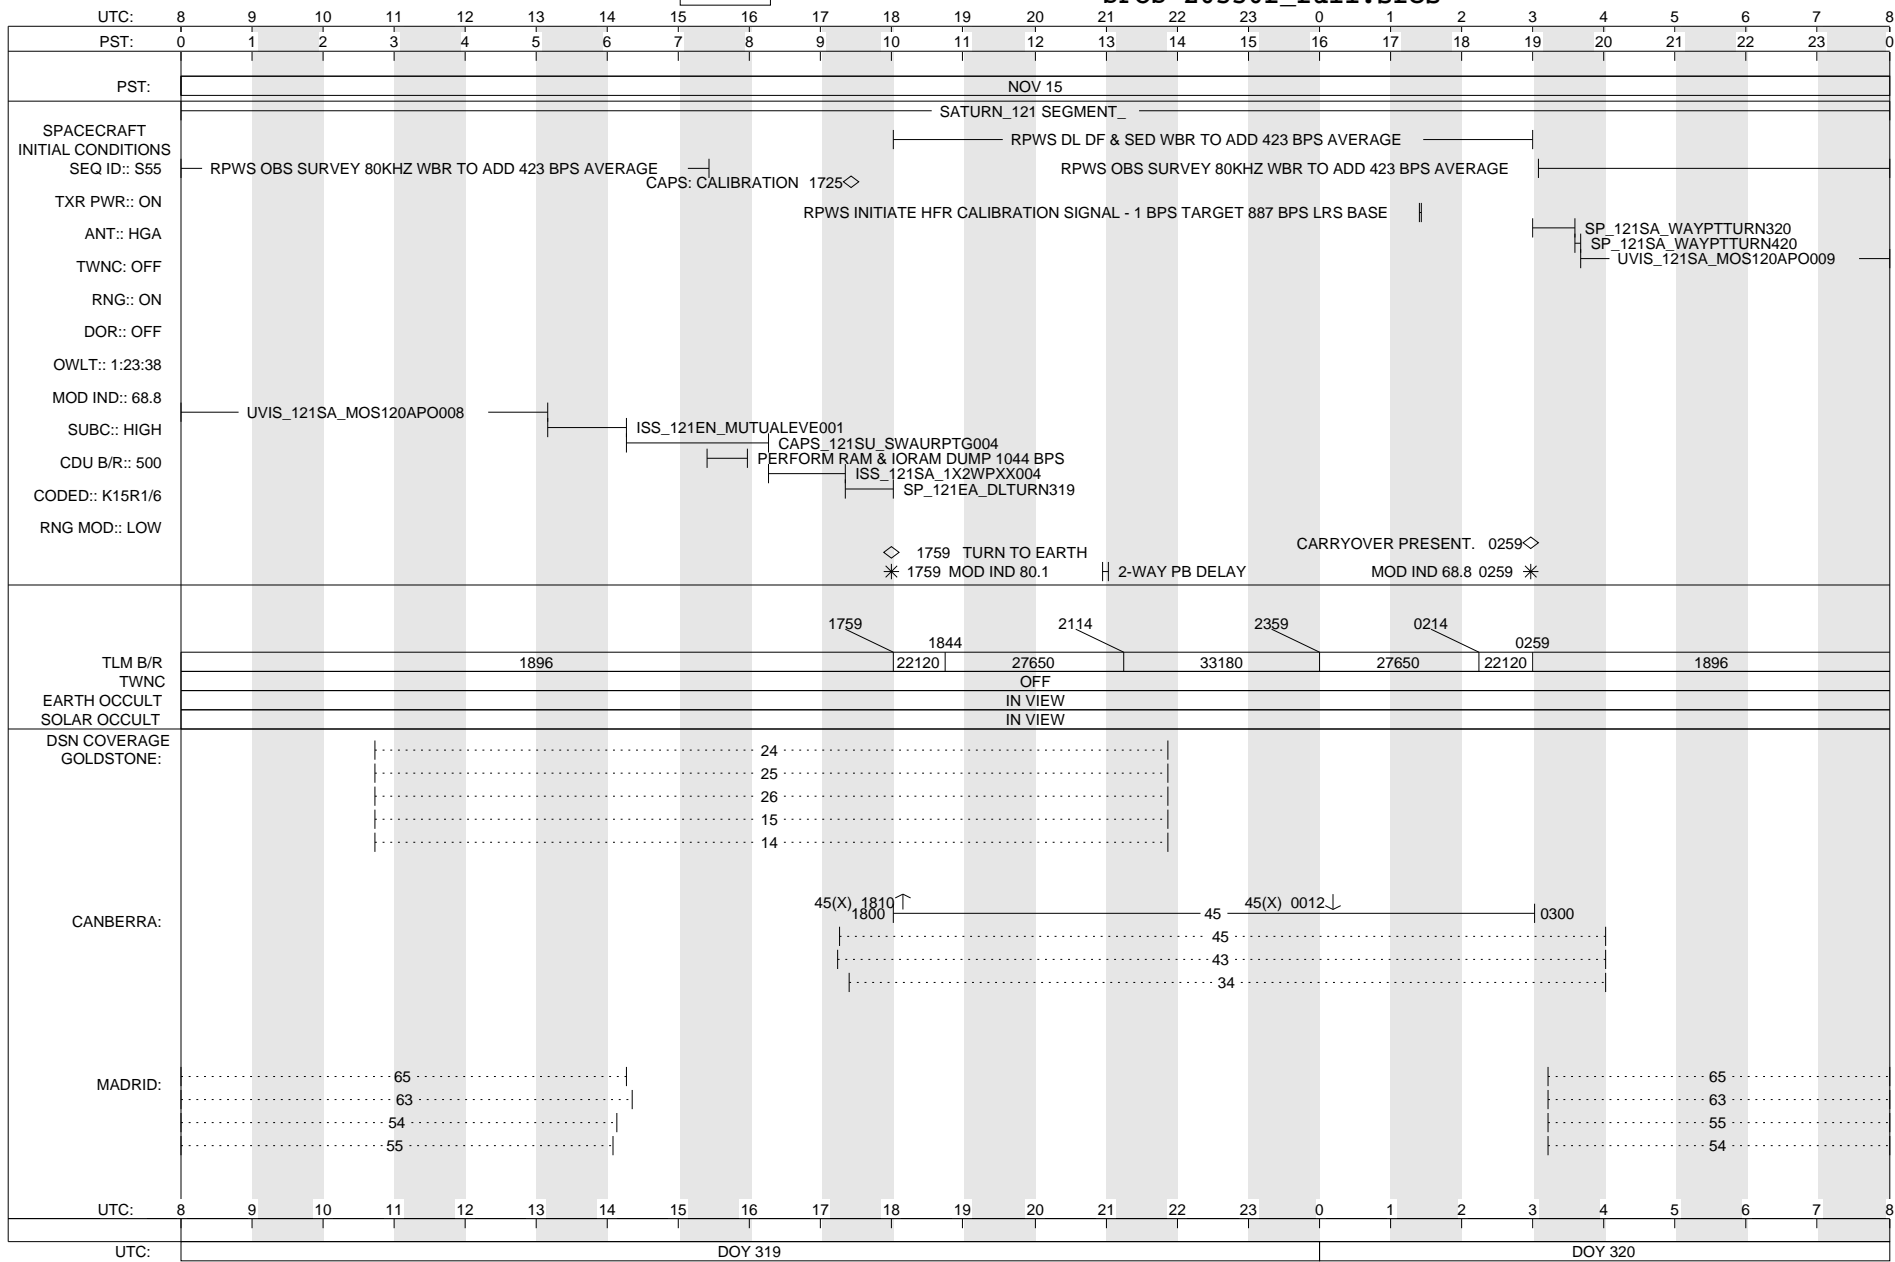 UTC: 8 9 10 11 12 13 14 15 16 17 18 19 20 21 22 23 0 1 2 3 4 5 6 7 8
PST: 0 1 2 3 4 5 6 7 8 9 10 11 12 13 14 15 16 17 18 19 20 21 22 23 0
PST: NOV 15
SATURN_121 SEGMENT_
SPACECRAFT
INITIAL CONDITIONS
RPWS DL DF & SED WBR TO ADD 423 BPS AVERAGE
SEQ ID:: S55
RPWS OBS SURVEY 80KHZ WBR TO ADD 423 BPS AVERAGE
RPWS OBS SURVEY 80KHZ WBR TO ADD 423 BPS AVERAGE
CAPS: CALIBRATION 1725
TXR PWR:: ON
RPWS INITIATE HFR CALIBRATION SIGNAL - 1 BPS TARGET 887 BPS LRS BASE
ANT:: HGA
SP_121SA_WAYPTTURN320
SP_121SA_WAYPTTURN420
TWNC: OFF
UVIS_121SA_MOS120APO009
RNG:: ON
DOR:: OFF
OWLT:: 1:23:38
MOD IND:: 68.8
UVIS_121SA_MOS120APO008
SUBC:: HIGH
ISS_121EN_MUTUALEVE001
CAPS_121SU_SWAURPTG004
CDU B/R:: 500
PERFORM RAM & IORAM DUMP 1044 BPS
ISS_121SA_1X2WPXX004
CODED:: K15R1/6
SP_121EA_DLTURN319
RNG MOD:: LOW
CARRYOVER PRESENT. 0259
1759 TURN TO EARTH
1759 MOD IND 80.1
2-WAY PB DELAY
MOD IND 68.8 0259
1759 2114 2359 0214
1844 0259
TLM B/R 1896 22120 27650 33180 27650 22120 1896
TWNC OFF
EARTH OCCULT IN VIEW
SOLAR OCCULT IN VIEW
DSN COVERAGE
GOLDSTONE:
24
25
26
15
14
CANBERRA:
45(X) 1810 45(X) 0012
1800 45 0300
45
43
34
MADRID:
65 65
63 63
54 55
55 54
UTC: 8 9 10 11 12 13 14 15 16 17 18 19 20 21 22 23 0 1 2 3 4 5 6 7 8
UTC: DOY 319 DOY 320